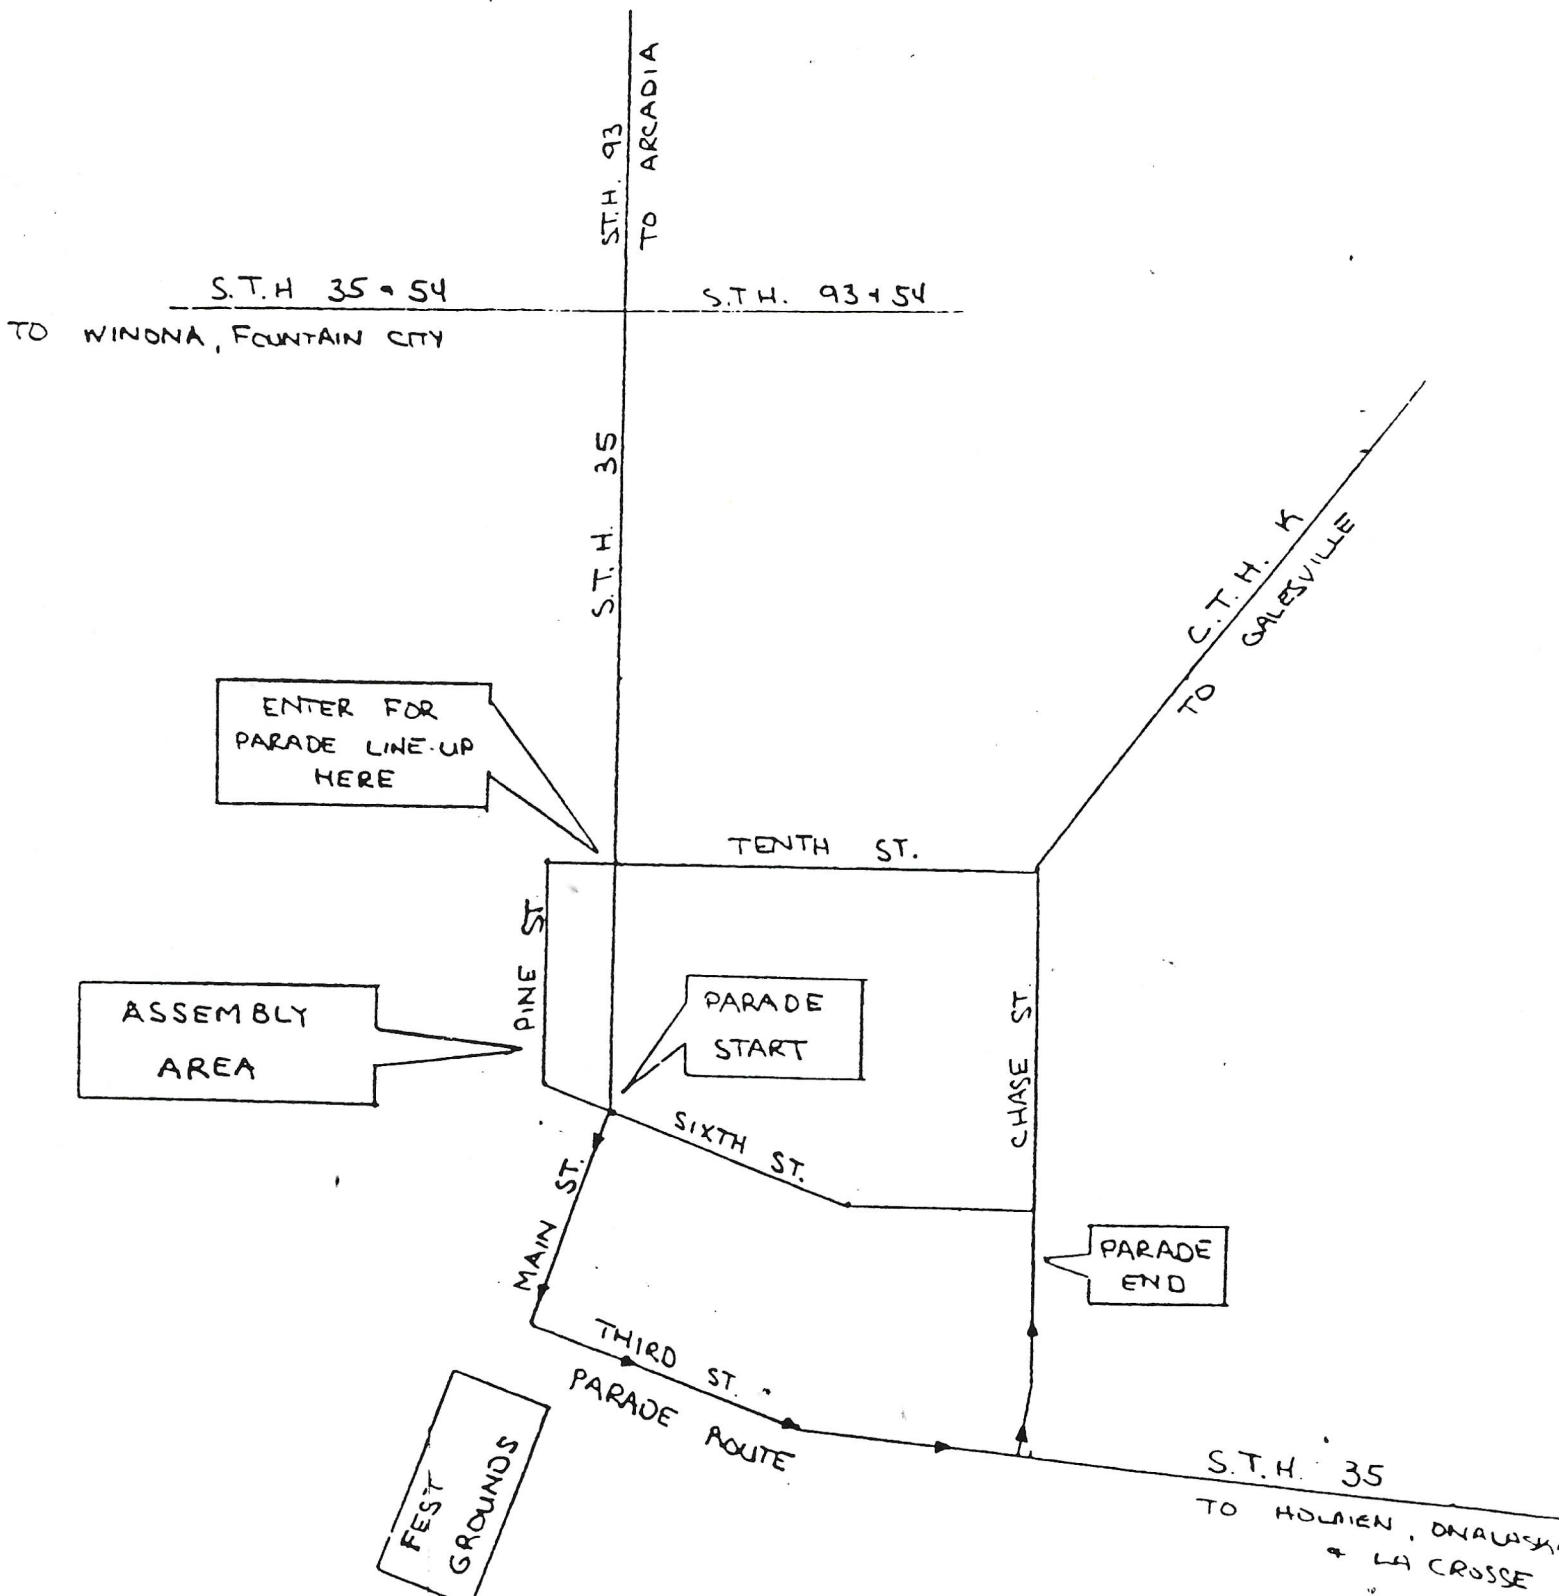 ST.H. 93
TO ARCADIA
S.T.H 35 & 54
S.TH. 93 & 54
TO WINONA, FOUNTAIN CITY
S.T.H. 35
C.T.H. K
TO GALESVILLE
ENTER FOR
PARADE LINE-UP
HERE
TENTH ST.
PINE ST.
ASSEMBLY
AREA
PARADE
START
CHASE ST.
SIXTH ST.
MAIN ST.
PARADE
END
THIRD ST.
PARADE ROUTE
FEST
GROUNDS
S.T.H. 35
TO HOLMEN, ONALASKA
& LA CROSSE